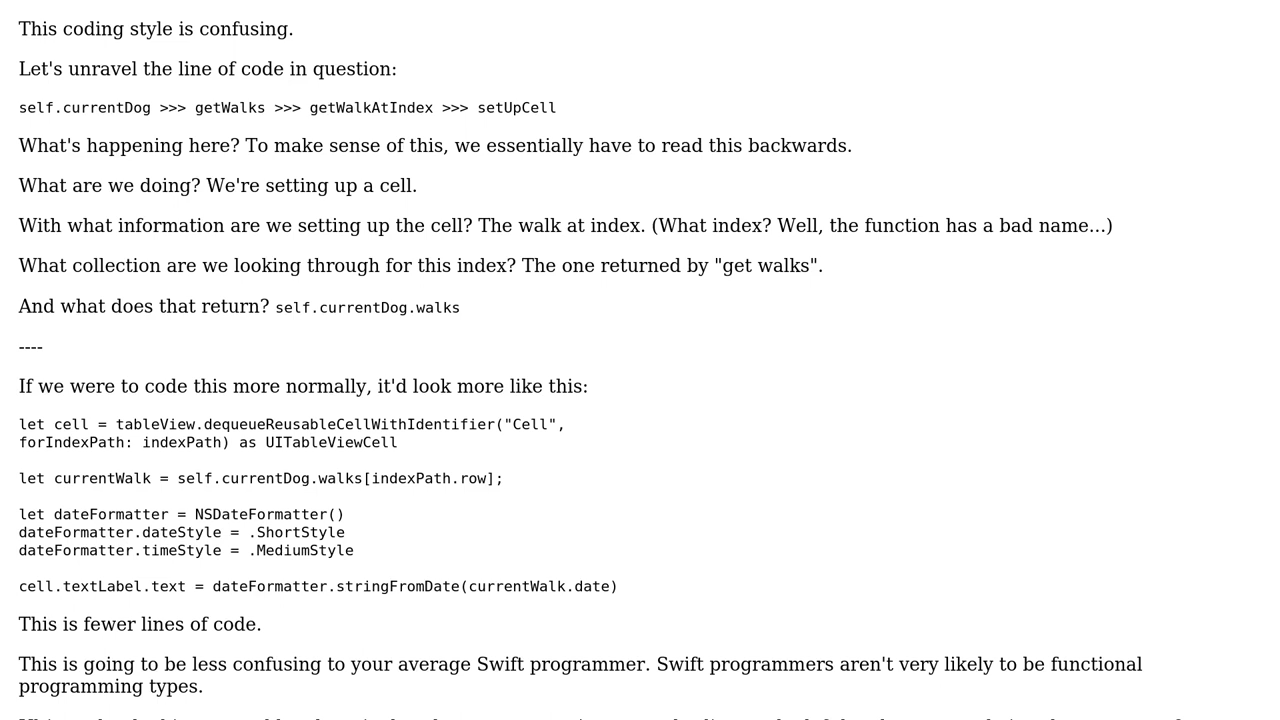 This coding style is confusing.
Let's unravel the line of code in question:
self.currentDog >>> getWalks >>> getWalkAtIndex >>> setUpCell
What's happening here? To make sense of this, we essentially have to read this backwards.
What are we doing? We're setting up a cell.
With what information are we setting up the cell? The walk at index. (What index? Well, the function has a bad name...)
What collection are we looking through for this index? The one returned by "get walks".
And what does that return? self.currentDog.walks
----
If we were to code this more normally, it'd look more like this:
let cell = tableView.dequeueReusableCellWithIdentifier("Cell",
forIndexPath: indexPath) as UITableViewCell
let currentWalk = self.currentDog.walks[indexPath.row];
let dateFormatter = NSDateFormatter()
dateFormatter.dateStyle = .ShortStyle
dateFormatter.timeStyle = .MediumStyle
cell.textLabel.text = dateFormatter.stringFromDate(currentWalk.date)
This is fewer lines of code.
This is going to be less confusing to your average Swift programmer. Swift programmers aren't very likely to be functional
programming types.